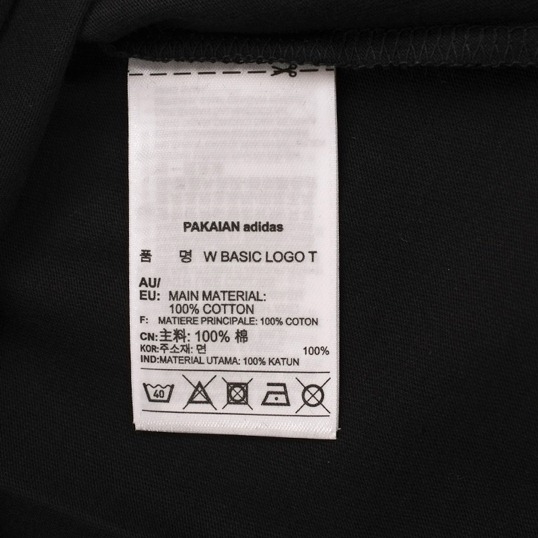 PAKAIAN adidas
품 명 W BASIC LOGO T
AU/
EU: MAIN MATERIAL:
100% COTTON
F: MATIERE PRINCIPALE: 100% COTON
CN: 主料: 100% 棉
KOR: 주소재: 면 100%
IND: MATERIAL UTAMA: 100% KATUN
40